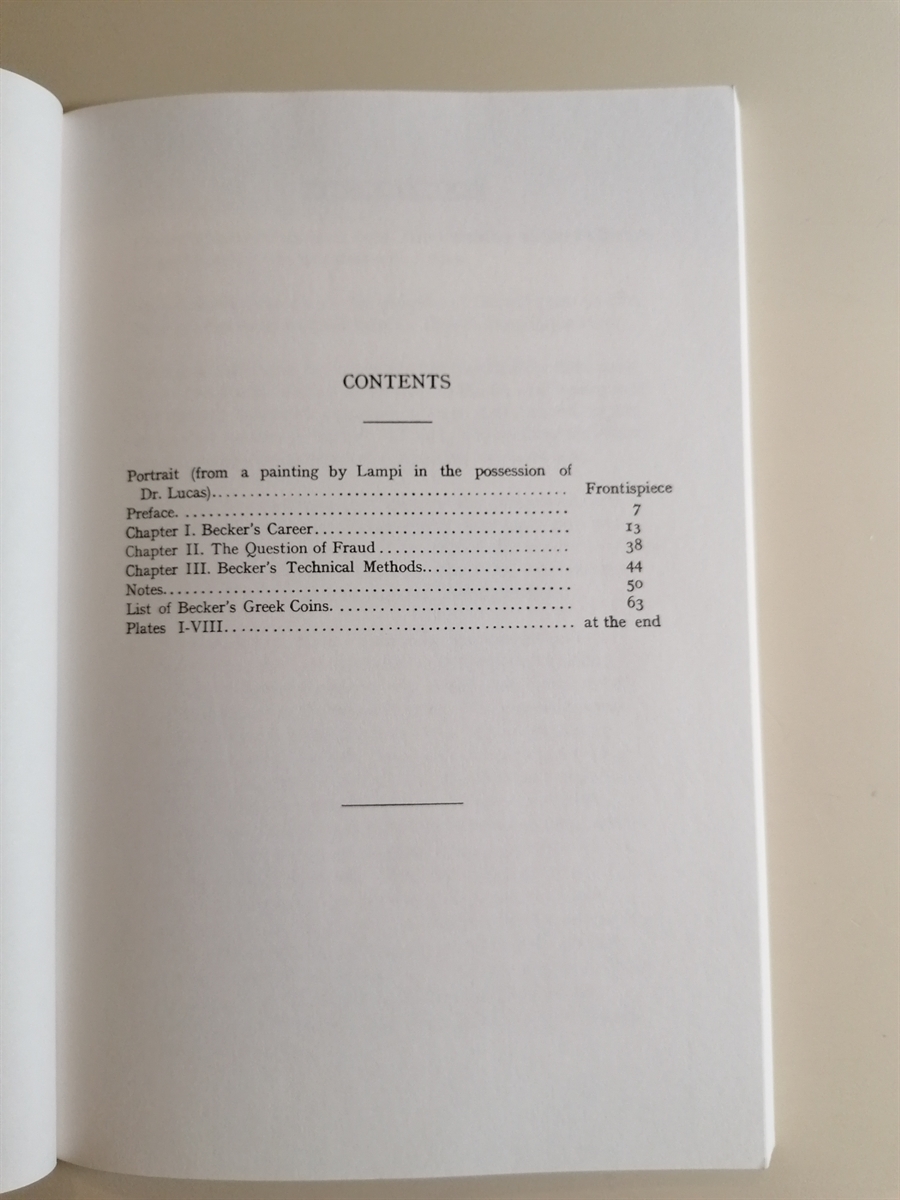 CONTENTS
Portrait (from a painting by Lampi in the possession of
Dr. Lucas)................................................ Frontispiece
Preface..................................................... 7
Chapter I. Becker's Career.................................. 13
Chapter II. The Question of Fraud........................ 38
Chapter III. Becker's Technical Methods................... 44
Notes....................................................... 50
List of Becker's Greek Coins............................... 63
Plates I-VIII............................................... at the end